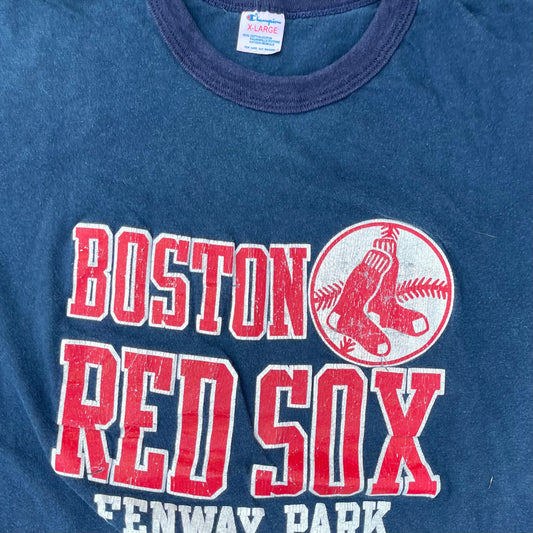 Champion
X-LARGE
BOSTON
RED SOX
FENWAY PARK